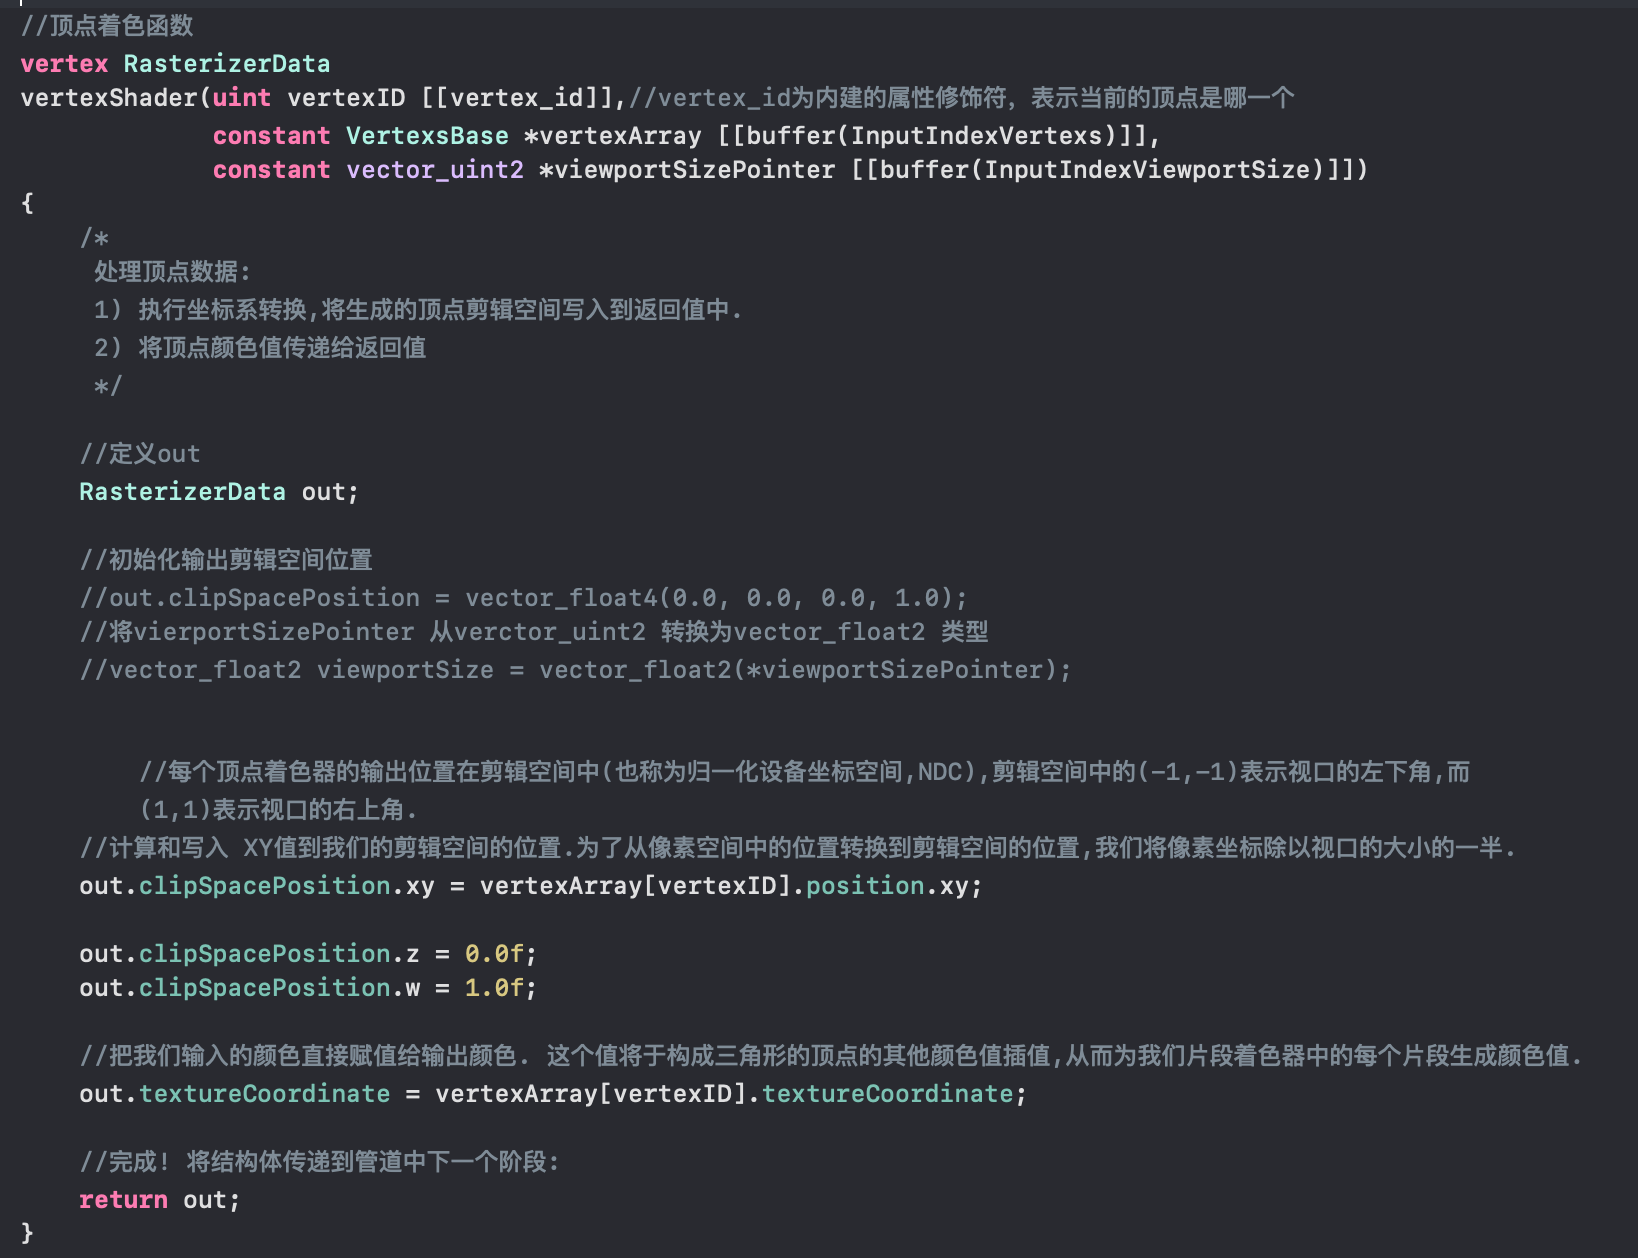 //顶点着色函数
vertex RasterizerData
vertexShader(uint vertexID [[vertex_id]],//vertex_id为内建的属性修饰符，表示当前的顶点是哪一个
constant VertexsBase *vertexArray [[buffer(InputIndexVertexs)]],
constant vector_uint2 *viewportSizePointer [[buffer(InputIndexViewportSize)]])
{
/*
处理顶点数据:
1) 执行坐标系转换,将生成的顶点剪辑空间写入到返回值中.
2) 将顶点颜色值传递给返回值
*/
//定义out
RasterizerData out;
//初始化输出剪辑空间位置
//out.clipSpacePosition = vector_float4(0.0, 0.0, 0.0, 1.0);
//将vierportSizePointer 从verctor_uint2 转换为vector_float2 类型
//vector_float2 viewportSize = vector_float2(*viewportSizePointer);
//每个顶点着色器的输出位置在剪辑空间中(也称为归一化设备坐标空间,NDC),剪辑空间中的(-1,-1)表示视口的左下角,而
(1,1)表示视口的右上角.
//计算和写入 XY值到我们的剪辑空间的位置.为了从像素空间中的位置转换到剪辑空间的位置,我们将像素坐标除以视口的大小的一半.
out.clipSpacePosition.xy = vertexArray[vertexID].position.xy;
out.clipSpacePosition.z = 0.0f;
out.clipSpacePosition.w = 1.0f;
//把我们输入的颜色直接赋值给输出颜色. 这个值将于构成三角形的顶点的其他颜色值插值,从而为我们片段着色器中的每个片段生成颜色值.
out.textureCoordinate = vertexArray[vertexID].textureCoordinate;
//完成! 将结构体传递到管道中下一个阶段:
return out;
}